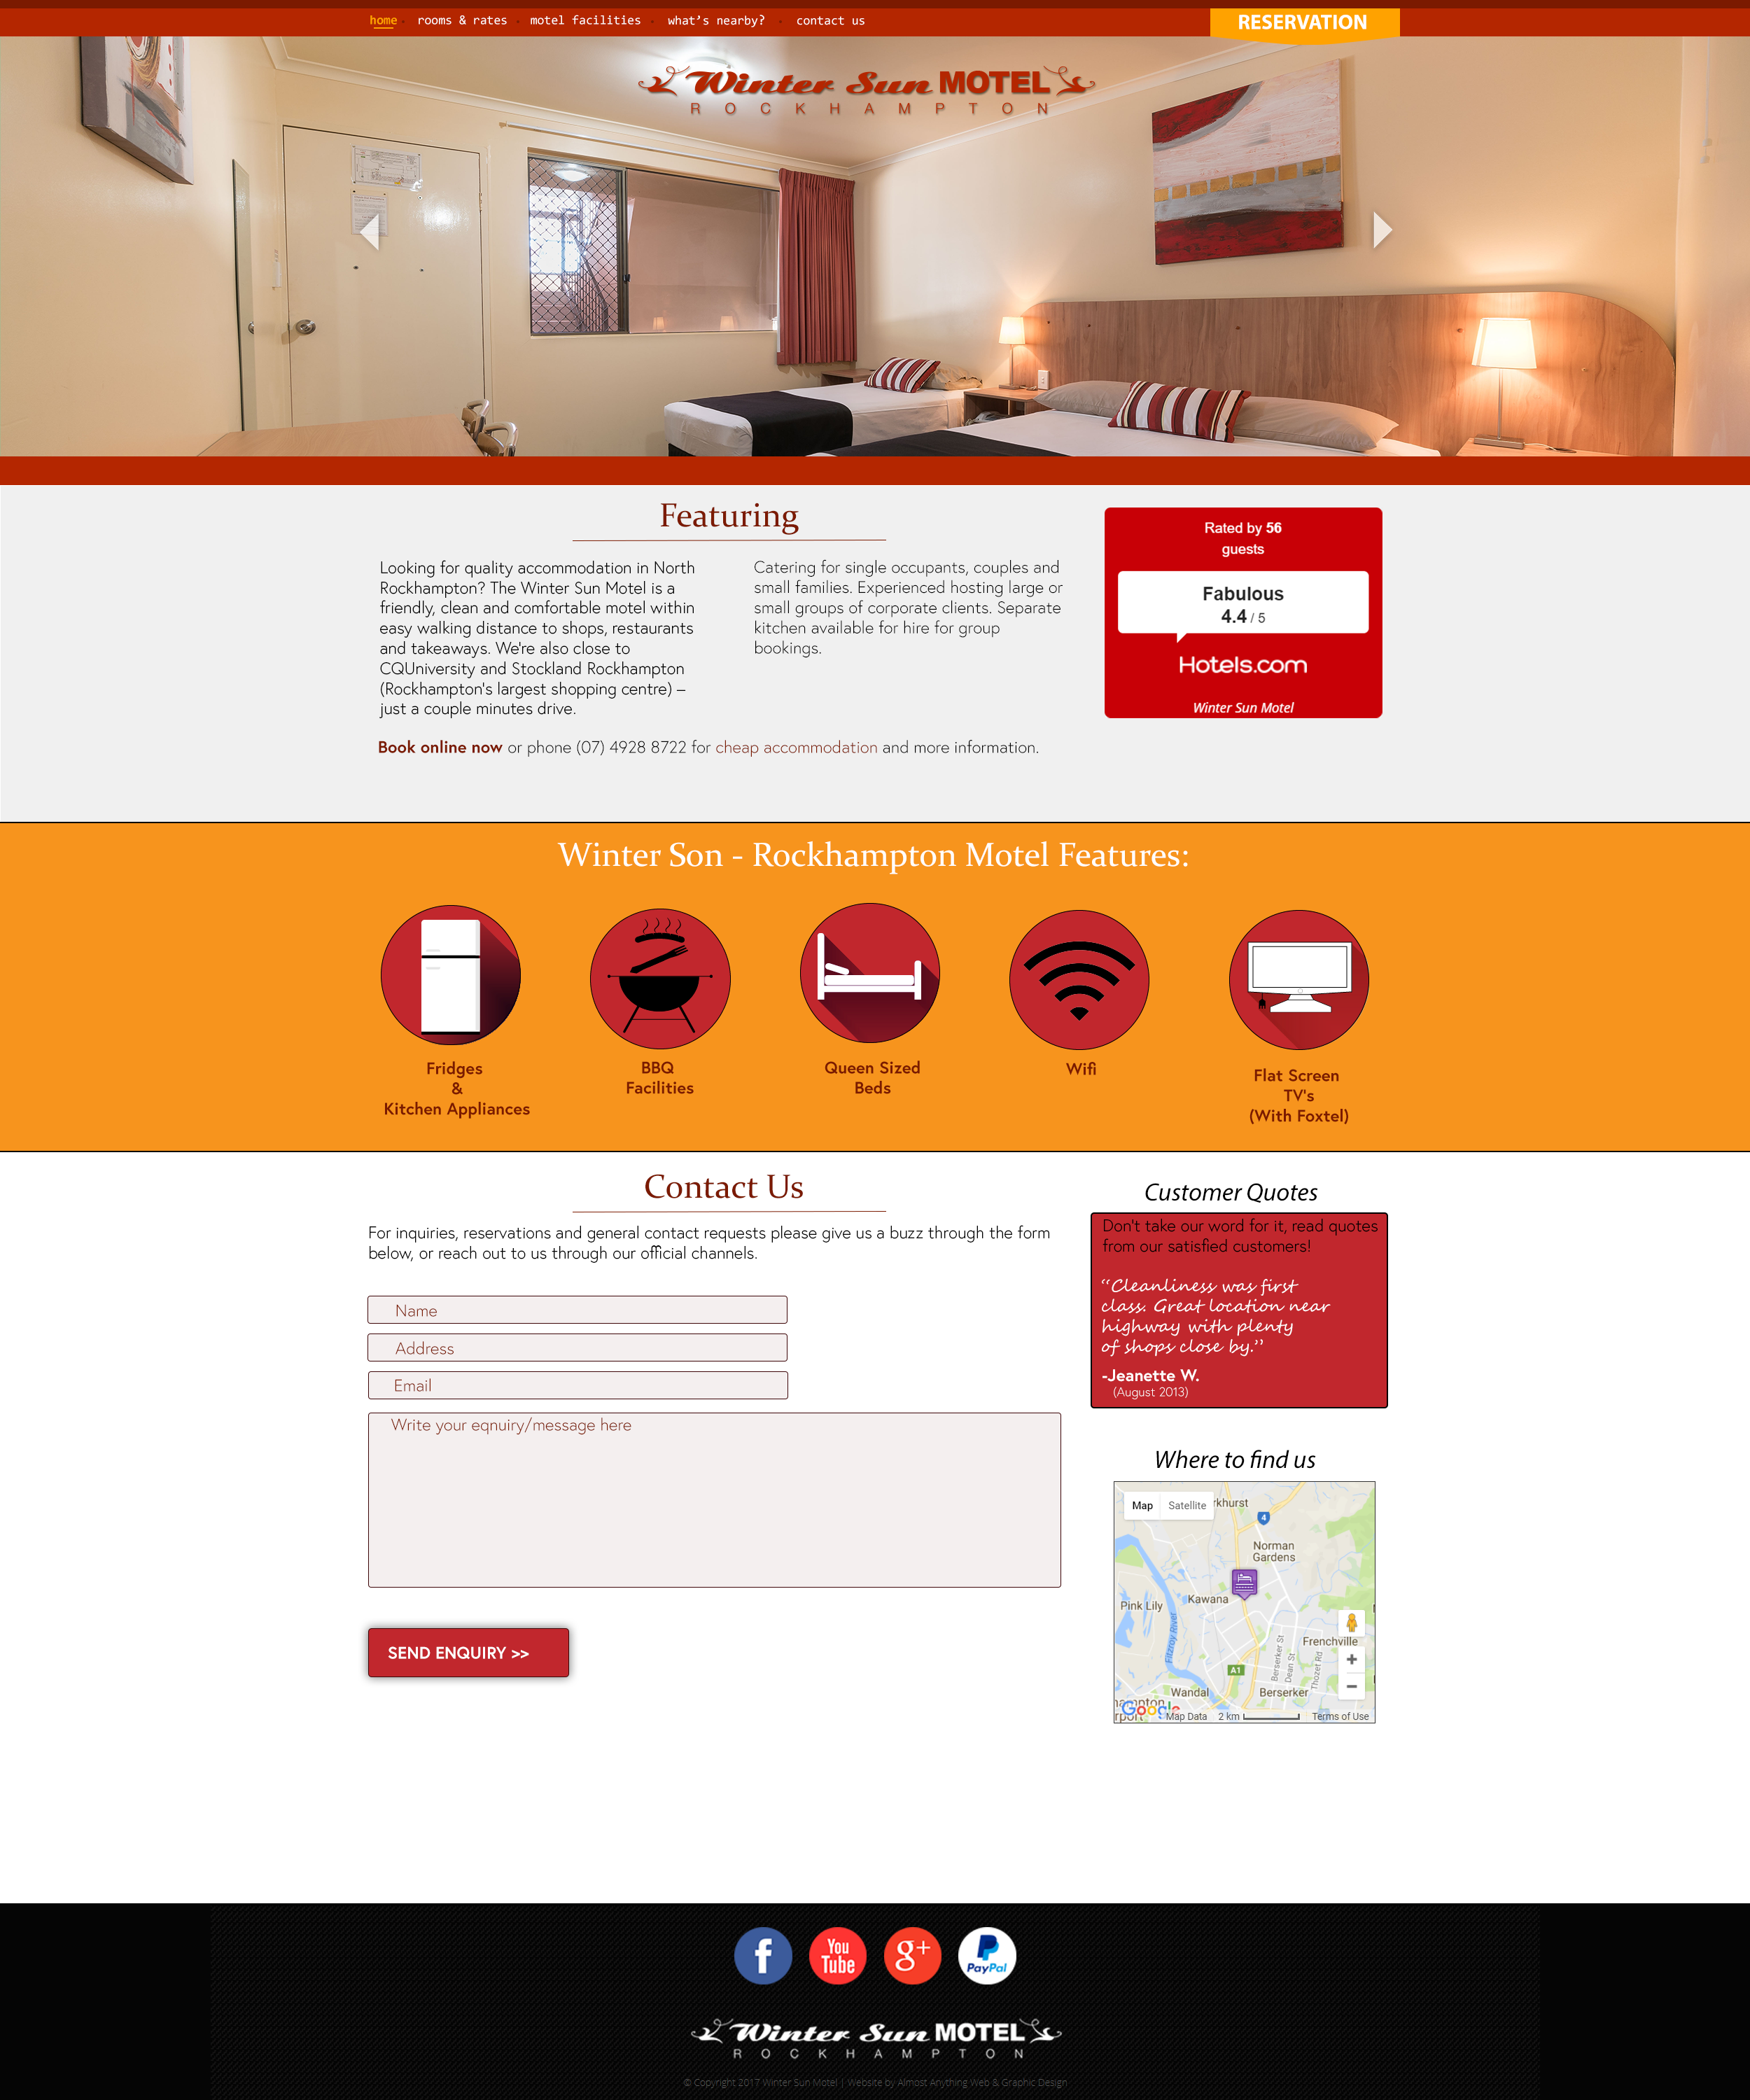 home rooms & rates motel facilities what's nearby? contact us
RESERVATION
Winter Sun MOTEL
ROCKHAMPTON
Featuring
Looking for quality accommodation in North
Rockhampton? The Winter Sun Motel is a
friendly, clean and comfortable motel within
easy walking distance to shops, restaurants
and takeaways. We're also close to
CQUniversity and Stockland Rockhampton
(Rockhampton's largest shopping centre) –
just a couple minutes drive.
Catering for single occupants, couples and
small families. Experienced hosting large or
small groups of corporate clients. Separate
kitchen available for hire for group
bookings.
Book online now or phone (07) 4928 8722 for cheap accommodation and more information.
Rated by 56
guests
Fabulous
4.4 / 5
Hotels.com
Winter Sun Motel
Winter Son - Rockhampton Motel Features:
Fridges
&
Kitchen Appliances
BBQ
Facilities
Queen Sized
Beds
Wifi
Flat Screen
TV's
(With Foxtel)
Contact Us
For inquiries, reservations and general contact requests please give us a buzz through the form
below, or reach out to us through our official channels.
Name
Address
Email
Write your eqnuiry/message here
SEND ENQUIRY >>
Customer Quotes
Don't take our word for it, read quotes
from our satisfied customers!
“Cleanliness was first
class. Great location near
highway with plenty
of shops close by.”
-Jeanette W.
(August 2013)
Where to find us
Map Satellite rkhurst
4
Norman
Gardens
Kawana
Pink Lily
Fitzroy River
Frenchville
Berserker St
Dean St
Thozet Rd
A1
Wandal Berserker
hampton
rport
Google
Map Data 2 km Terms of Use
f
You
Tube
g+
PayPal
Winter Sun MOTEL
ROCKHAMPTON
© Copyright 2017 Winter Sun Motel | Website by Almost Anything Web & Graphic Design